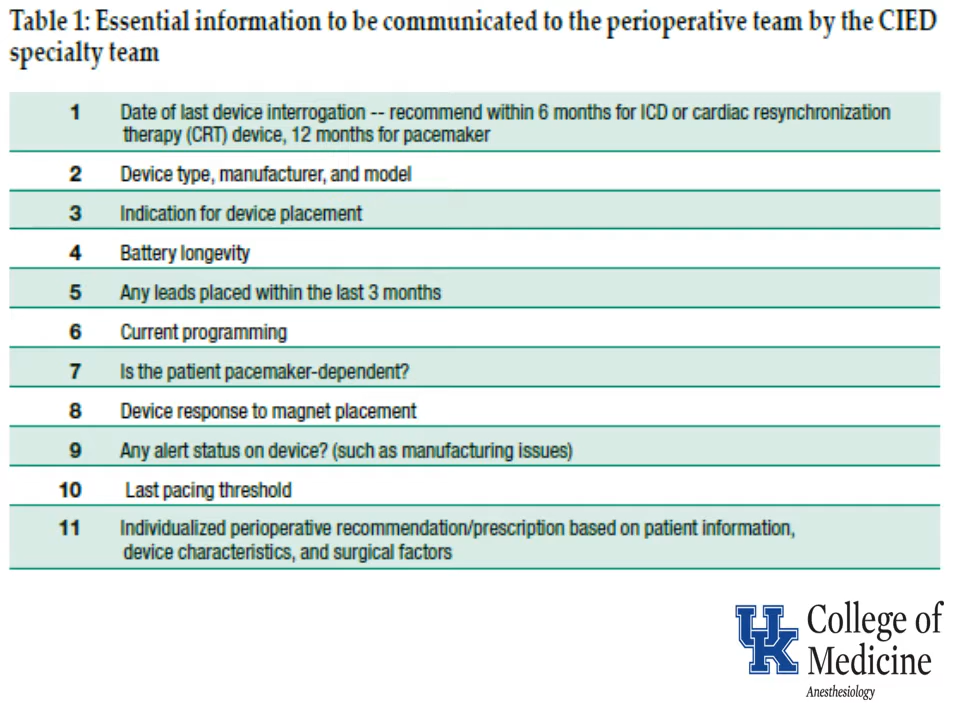 Table 1: Essential information to be communicated to the perioperative team by the CIED
specialty team
1 Date of last device interrogation -- recommend within 6 months for ICD or cardiac resynchronization
therapy (CRT) device, 12 months for pacemaker
2 Device type, manufacturer, and model
3 Indication for device placement
4 Battery longevity
5 Any leads placed within the last 3 months
6 Current programming
7 Is the patient pacemaker-dependent?
8 Device response to magnet placement
9 Any alert status on device? (such as manufacturing issues)
10 Last pacing threshold
11 Individualized perioperative recommendation/prescription based on patient information,
device characteristics, and surgical factors
UK
College of
Medicine
Anesthesiology